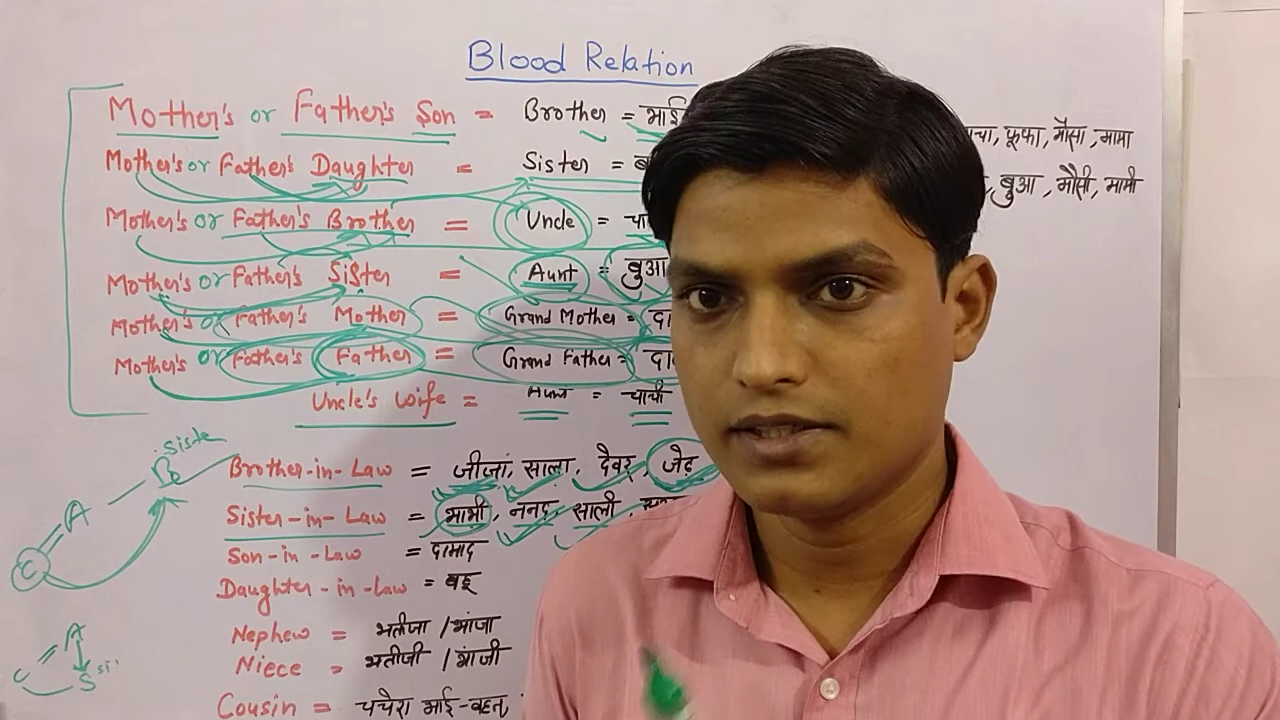 Blood Relation
Mother's or Father's Son = Brother = भाई
Mother's or Father's Daughter = Sister = ब
Mother's or Father's Brother = Uncle = चा
Mother's or Father's Sister = Aunt = बुआ
Mother's or Father's Mother = Grand Mother = दा
Mother's or Father's Father = Grand Father = दा
Uncle's wife = Aunt = चाची
चा, फूफा, मौसा, मामा
बुआ, मौसी, मामी
Brother-in-Law = जीजा, साला, देवर, जेठ
Sister-in-Law = भाभी, ननद, साली,
Son-in-Law = दामाद
Daughter-in-law = बहू
Nephew = भतीजा / भांजा
Niece = भतीजी / भांजी
Cousin = चचेरा भाई-बहन,
Siste
B
A
C
A
C S si